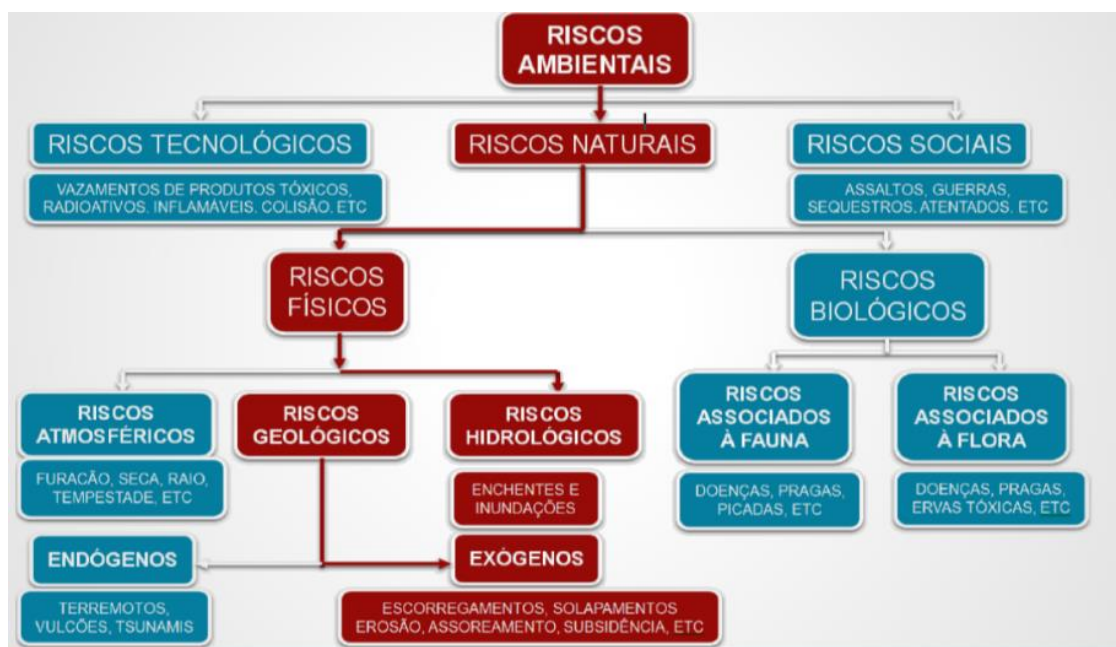 RISCOS
AMBIENTAIS
RISCOS TECNOLÓGICOS
RISCOS NATURAIS
RISCOS SOCIAIS
VAZAMENTOS DE PRODUTOS TÓXICOS,
RADIOATIVOS. INFLAMÁVEIS. COLISÃO. ETC
ASSALTOS, GUERRAS,
SEQUESTROS. ATENTADOS. ETC
RISCOS
FÍSICOS
RISCOS
BIOLÓGICOS
RISCOS
ATMOSFÉRICOS
RISCOS
GEOLÓGICOS
RISCOS
HIDROLÓGICOS
RISCOS
ASSOCIADOS
À FAUNA
RISCOS
ASSOCIADOS
À FLORA
FURACÃO, SECA, RAIO,
TEMPESTADE, ETC
ENCHENTES E
INUNDAÇÕES
DOENÇAS, PRAGAS,
PICADAS, ETC
DOENÇAS, PRAGAS,
ERVAS TÓXICAS, ETC
ENDÓGENOS
EXÓGENOS
TERREMOTOS,
VULCÕES, TSUNAMIS
ESCORREGAMENTOS, SOLAPAMENTOS
EROSÃO, ASSOREAMENTO, SUBSIDÊNCIA, ETC